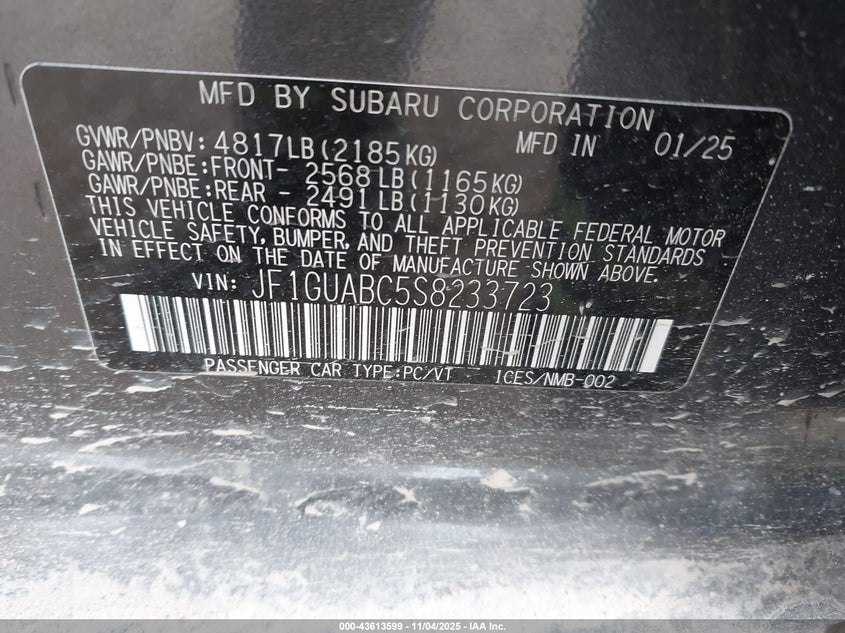 MFD BY SUBARU CORPORATION
GVWR/PNBV: 4817LB(2185KG) MFD IN 01/25
GAWR/PNBE:FRONT- 2568LB(1165KG)
GAWR/PNBE:REAR - 2491LB(1130KG)
THIS VEHICLE CONFORMS TO ALL APPLICABLE FEDERAL MOTOR
VEHICLE SAFETY, BUMPER, AND THEFT PREVENTION STANDARDS
IN EFFECT ON THE DATE OF MANUFACTURE SHOWN ABOVE.
VIN: JF1GUABC5S8233723
PASSENGER CAR TYPE:PC/VT 1CES/NMB-002
000-43613599 - 11/04/2025 - IAA Inc.